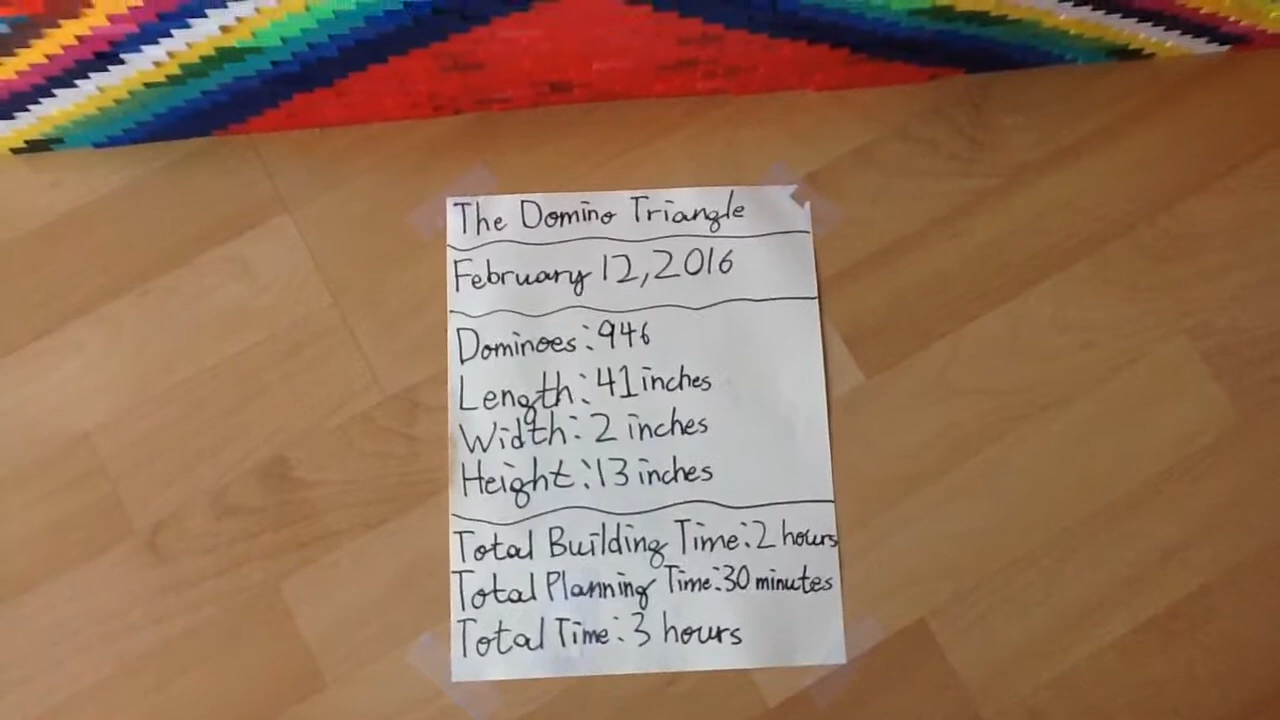 The Domino Triangle
February 12, 2016
Dominoes: 946
Length: 41 inches
Width: 2 inches
Height: 13 inches
Total Building Time: 2 hours
Total Planning Time: 30 minutes
Total Time: 3 hours